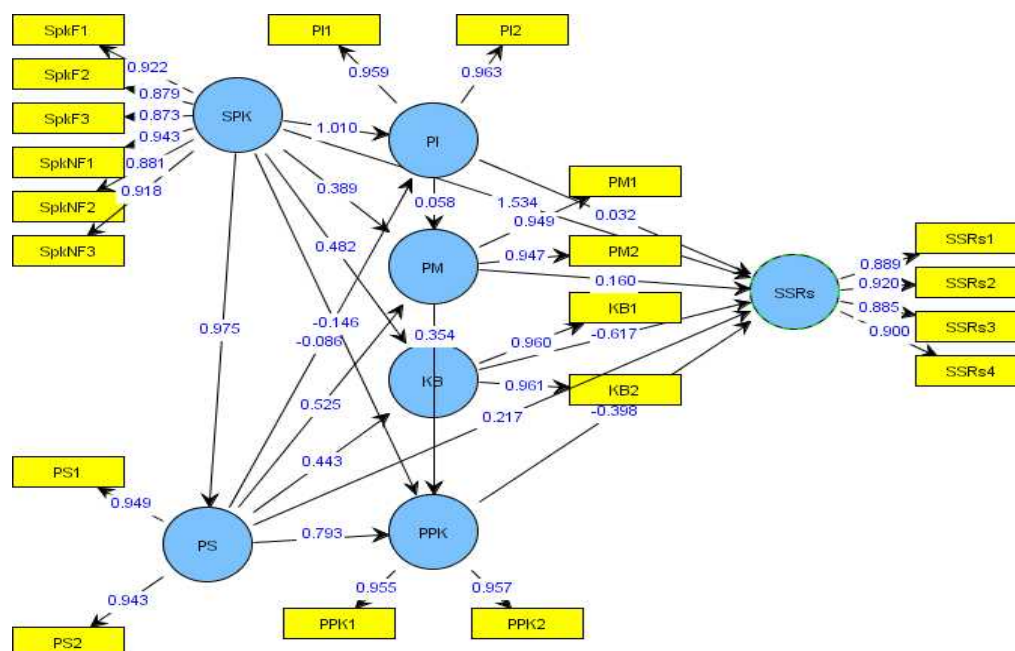 SpkF1
PI1
PI2
0.922
SpkF2
0.959
0.963
0.879
SpkF3
0.873
SPK
0.943
1.010
PI
SpkNF1
0.881
0.918
0.389
PM1
SpkNF2
0.058
1.534
0.032
0.949
SpkNF3
0.482
PM
0.947
PM2
SSRs1
0.889
0.160
SSRs
0.920
SSRs2
KB1
0.885
0.975
-0.146
0.354
-0.617
SSRs3
-0.086
0.960
0.900
KB
0.961
SSRs4
KB2
0.525
0.217
-0.398
0.443
PS1
0.949
0.793
PPK
PS
0.955
0.957
0.943
PPK1
PPK2
PS2